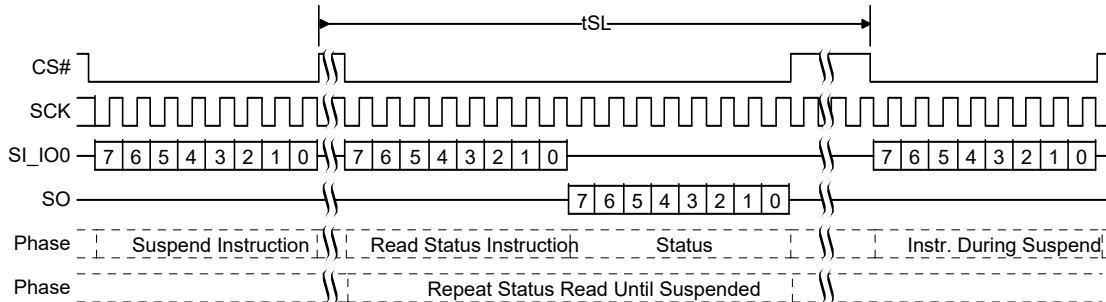 tSL
CS#
SCK
SI_IO0 7 6 5 4 3 2 1 0 7 6 5 4 3 2 1 0 7 6 5 4 3 2 1 0
SO 7 6 5 4 3 2 1 0
Phase Suspend Instruction Read Status Instruction Status Instr. During Suspend
Phase Repeat Status Read Until Suspended